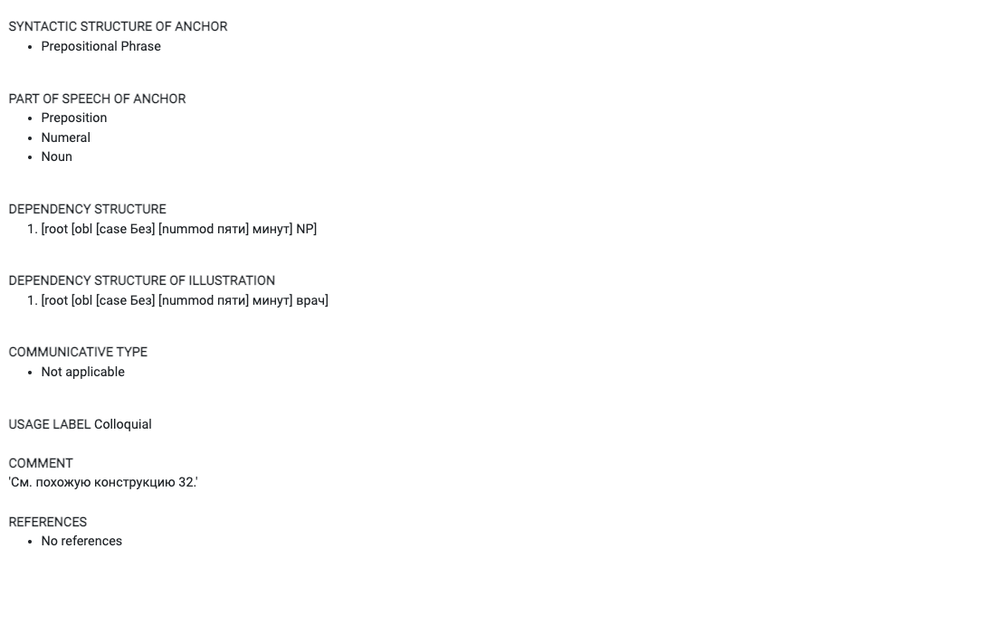 SYNTACTIC STRUCTURE OF ANCHOR
• Prepositional Phrase
PART OF SPEECH OF ANCHOR
• Preposition
• Numeral
• Noun
DEPENDENCY STRUCTURE
1. [root [obl [case Без] [nummod пяти] минут] NP]
DEPENDENCY STRUCTURE OF ILLUSTRATION
1. [root [obl [case Без] [nummod пяти] минут] врач]
COMMUNICATIVE TYPE
• Not applicable
USAGE LABEL Colloquial
COMMENT
'См. похожую конструкцию 32.'
REFERENCES
• No references